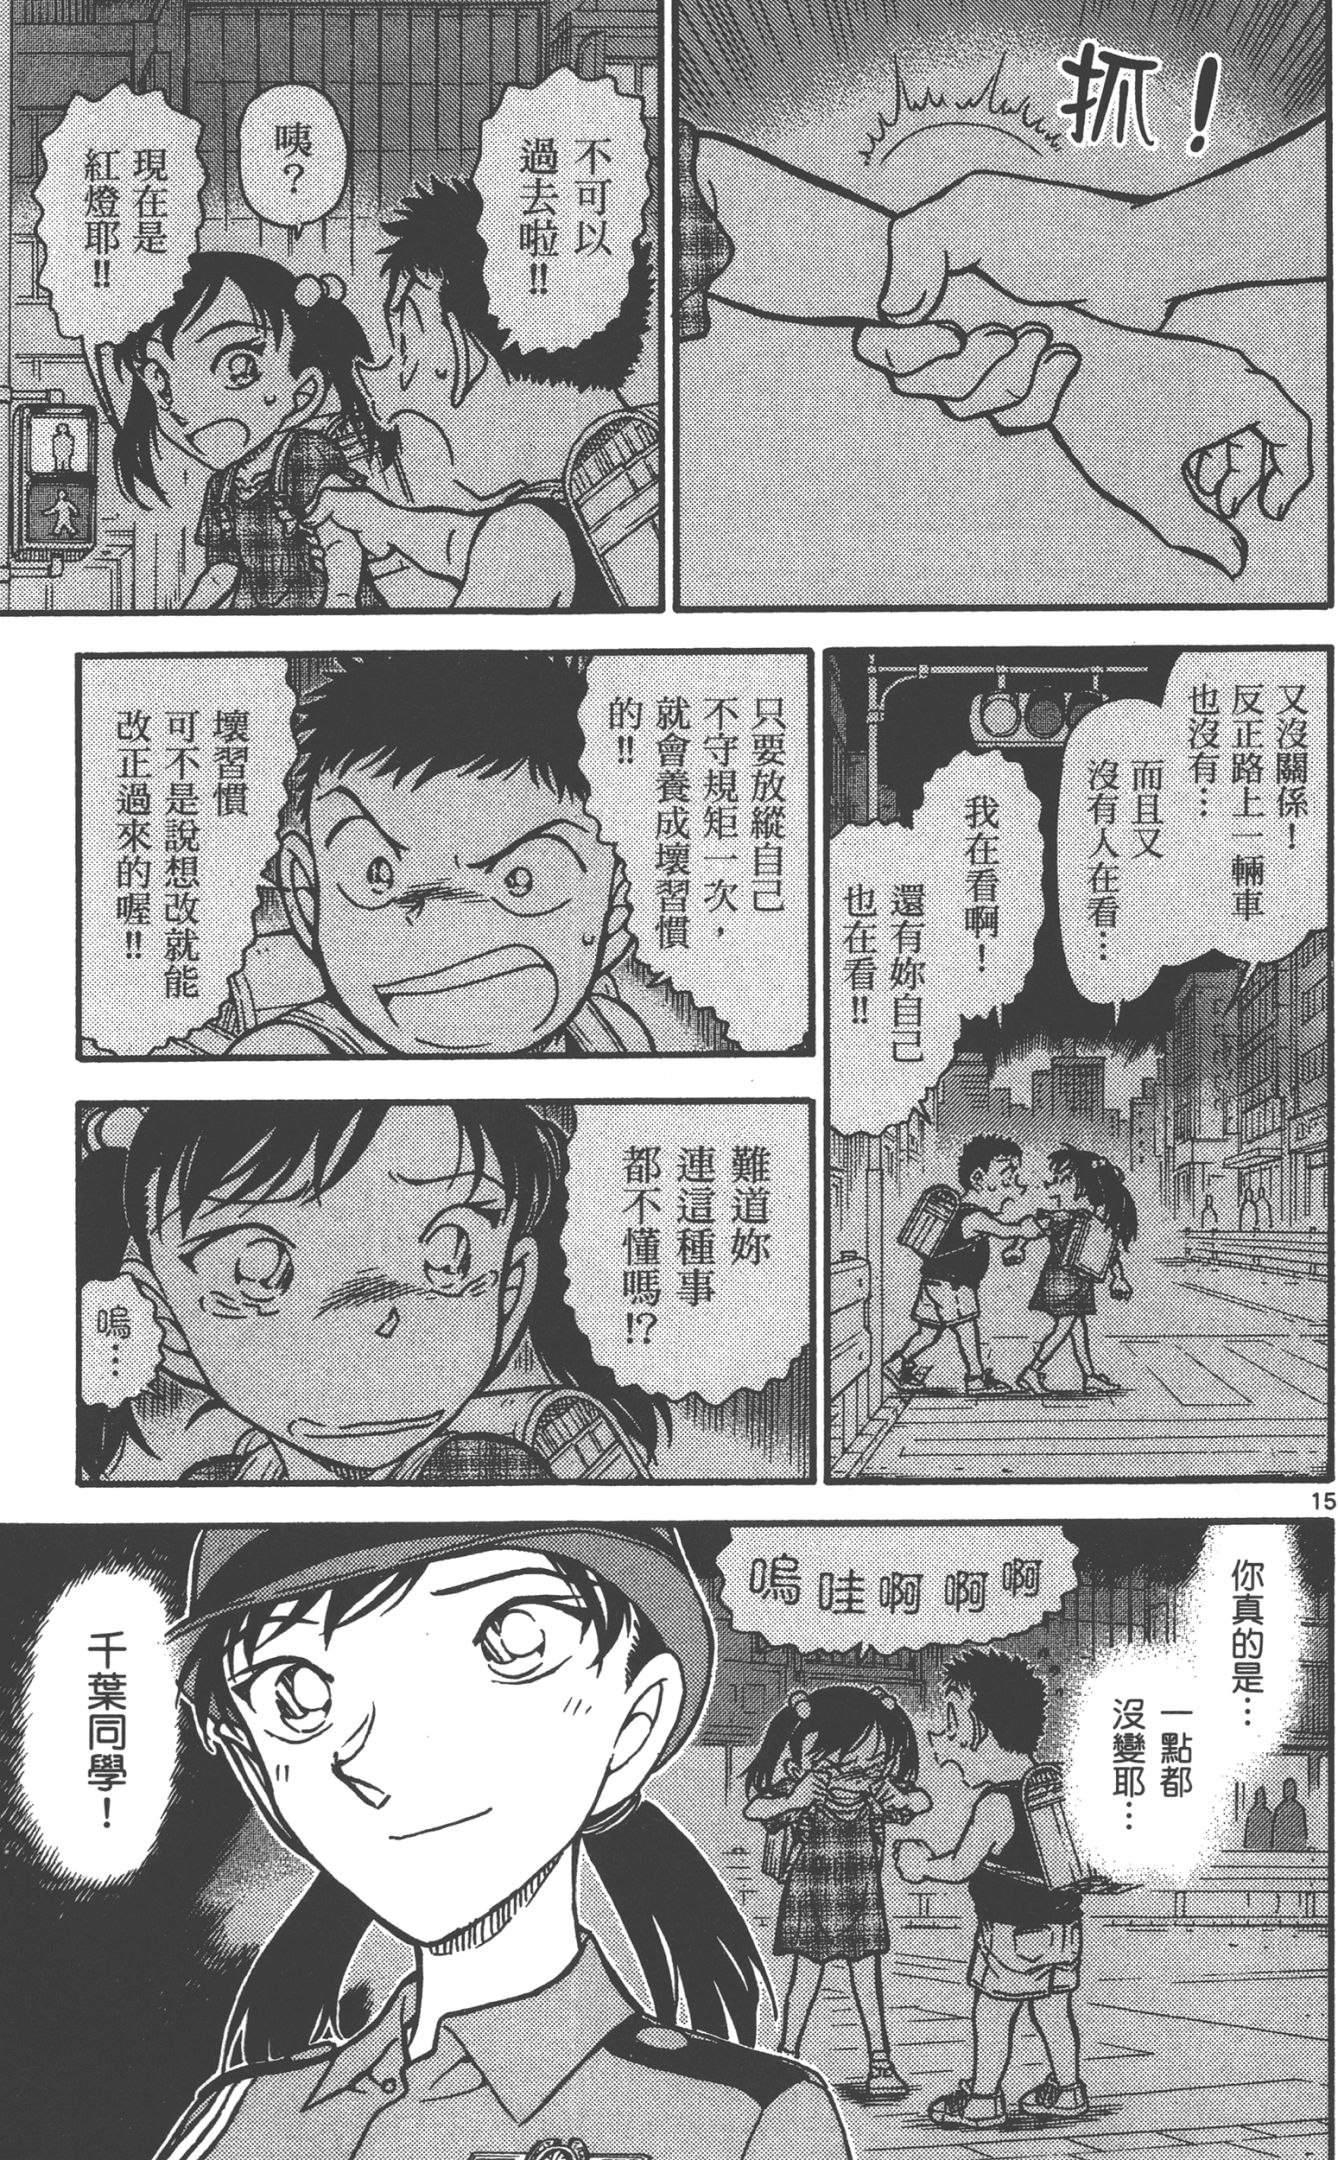 抓！
不可以
過去啦!!
咦？
現在是
紅燈耶!!
又沒關係！
反正路上一輛車
也沒有…
而且又
沒有人在看…
我在看啊！
還有妳自己
也在看!!
只要放縱自己
不守規矩一次，
就會養成壞習慣
的!!
壞習慣
可不是說想改就能
改正過來的喔!!
難道妳
連這種事
都不懂嗎!?
嗚…
15
你真的是…
一點都
沒變耶…
嗚哇啊啊啊
千葉同學！